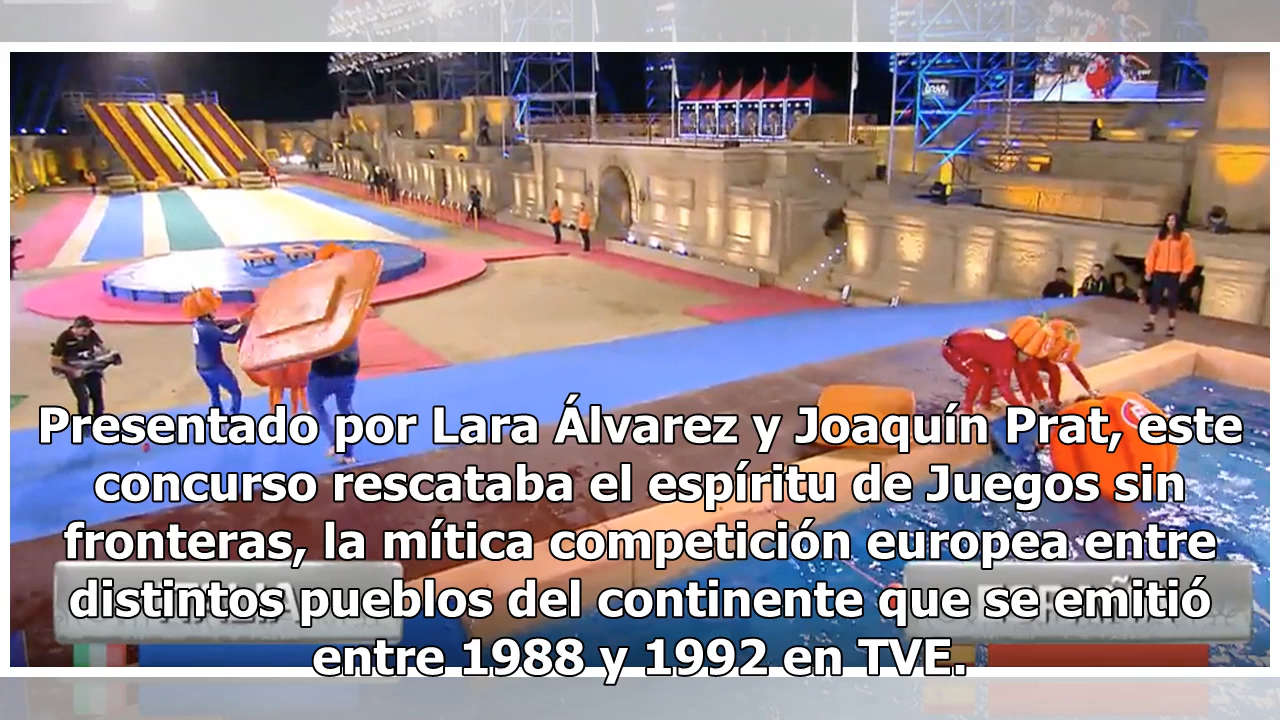 Presentado por Lara Álvarez y Joaquín Prat, este
concurso rescataba el espíritu de Juegos sin
fronteras, la mítica competición europea entre
distintos pueblos del continente que se emitió
entre 1988 y 1992 en TVE.